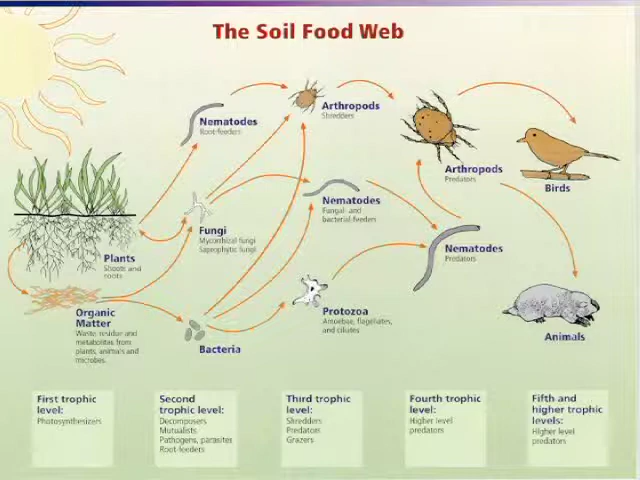 The Soil Food Web
Nematodes
Root-feeders
Arthropods
Shredders
Arthropods
Predators
Birds
Nematodes
Fungal- and
bacterial-feeders
Fungi
Mycorrhizal fungi
Saprophytic fungi
Nematodes
Predators
Plants
Shoots and
roots
Organic
Matter
Waste, residue and
metabolites from
plants, animals and
microbes.
Bacteria
Protozoa
Amoebae, flagellates,
and ciliates
Animals
First trophic
level:
Photosynthesizers
Second
trophic level:
Decomposers
Mutualists
Pathogens, parasites
Root-feeders
Third trophic
level:
Shredders
Predators
Grazers
Fourth trophic
level:
Higher level
predators
Fifth and
higher trophic
levels:
Higher level
predators